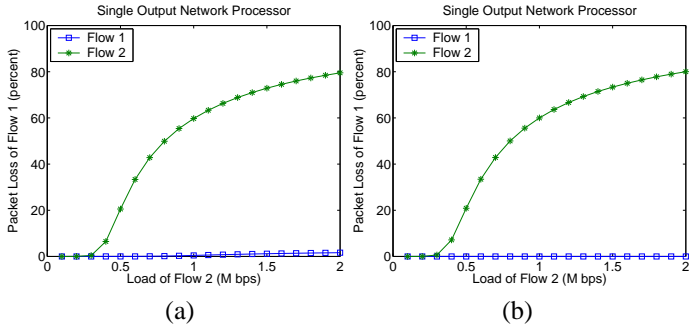 Single Output Network Processor
100
80
60
40
20
0
Packet Loss of Flow 1 (percent)
Flow 1
Flow 2
0 0.5 1 1.5 2
Load of Flow 2 (M bps)
(a)
Single Output Network Processor
100
80
60
40
20
0
Packet Loss of Flow 1 (percent)
Flow 1
Flow 2
0 0.5 1 1.5 2
Load of Flow 2 (M bps)
(b)